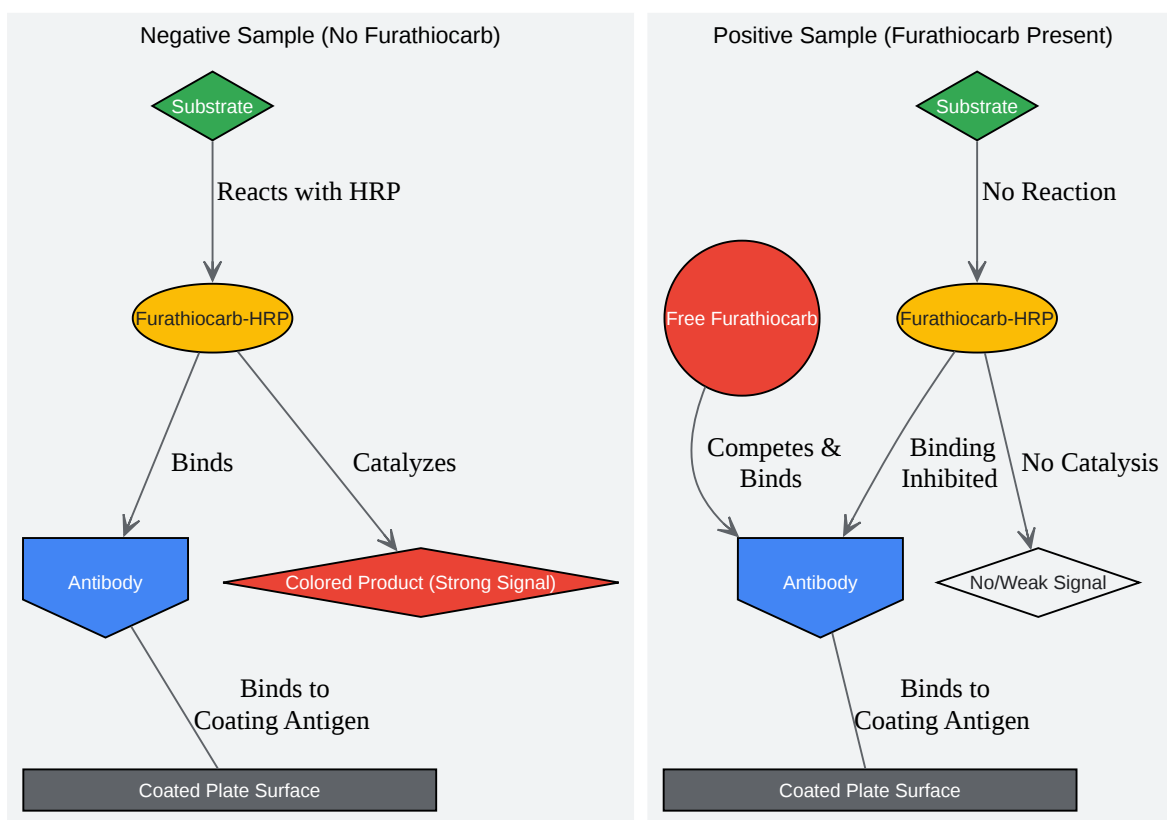 Negative Sample (No Furathiocarb)
Substrate
Reacts with HRP
Furathiocarb-HRP
Binds
Catalyzes
Antibody
Colored Product (Strong Signal)
Binds to
Coating Antigen
Coated Plate Surface
Positive Sample (Furathiocarb Present)
Substrate
No Reaction
Free Furathiocarb
Furathiocarb-HRP
Competes &
Binds
Binding
Inhibited
No Catalysis
Antibody
No/Weak Signal
Binds to
Coating Antigen
Coated Plate Surface